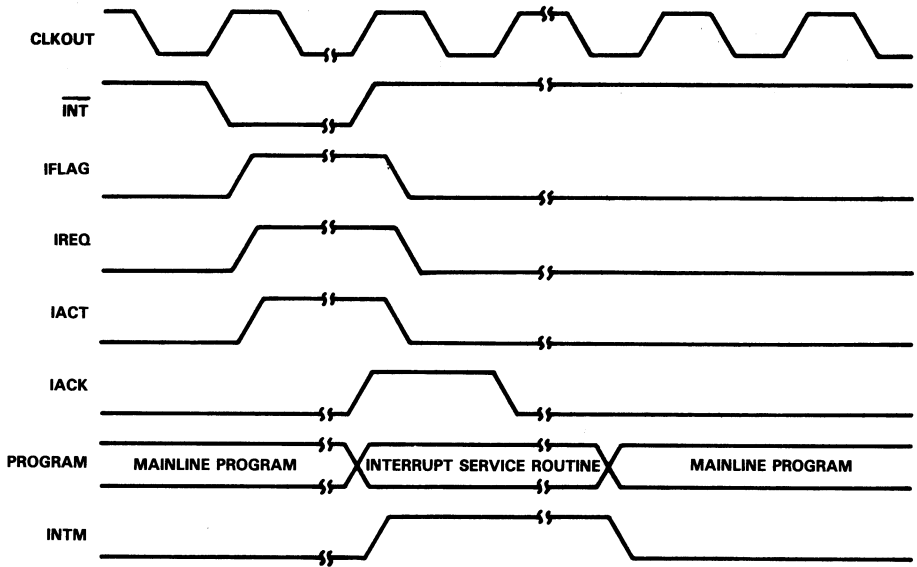 CLKOUT
INT
IFLAG
IREQ
IACT
IACK
PROGRAM MAINLINE PROGRAM INTERRUPT SERVICE ROUTINE MAINLINE PROGRAM
INTM